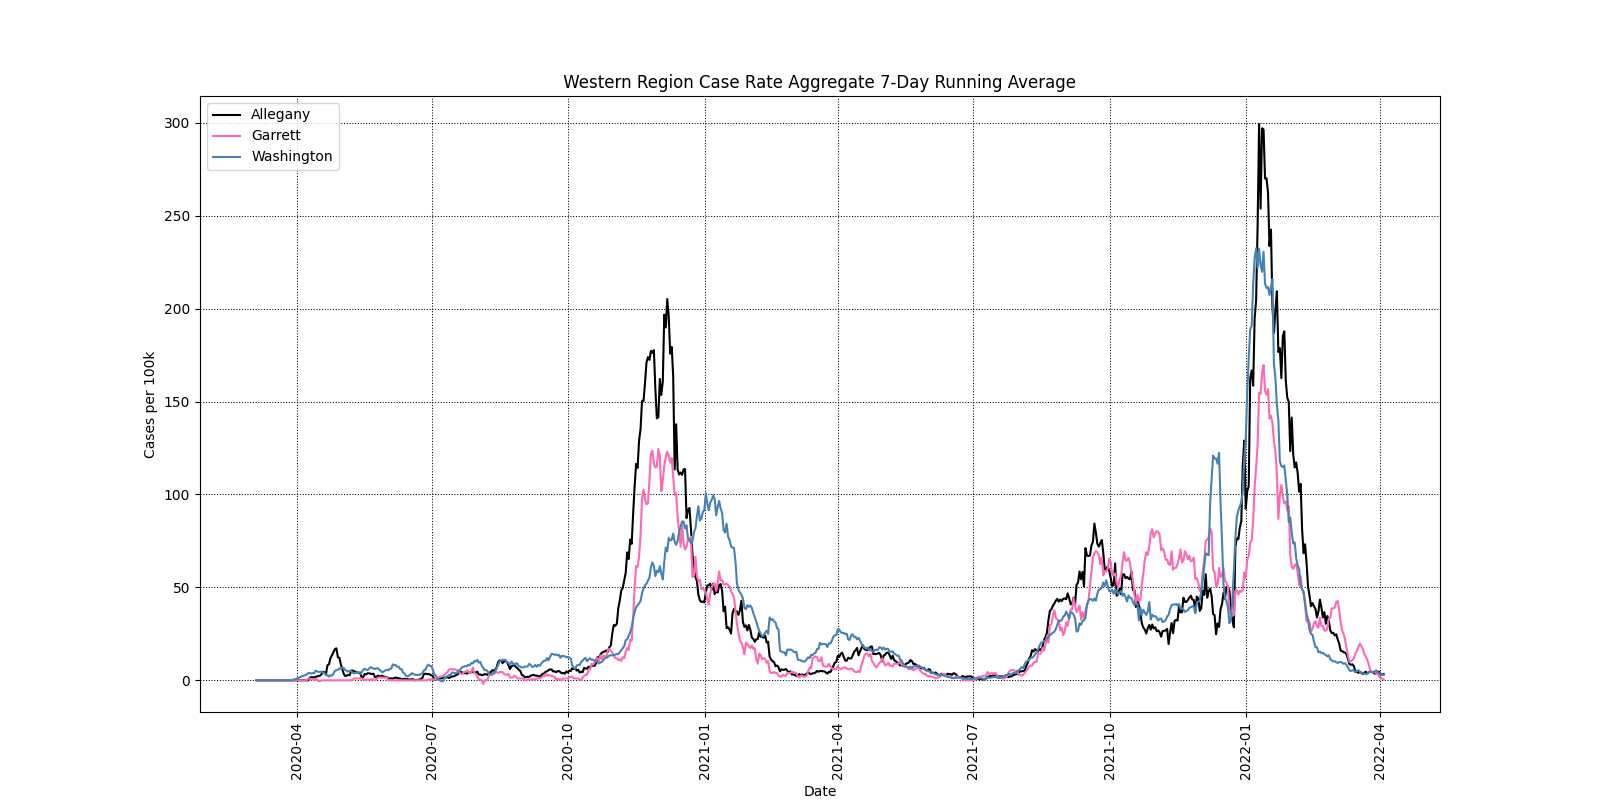 Western Region Case Rate Aggregate 7-Day Running Average
Allegany
Garrett
Washington
300
250
200
150
100
50
0
Cases per 100k
2020-04
2020-07
2020-10
2021-01
2021-04
2021-07
2021-10
2022-01
2022-04
Date